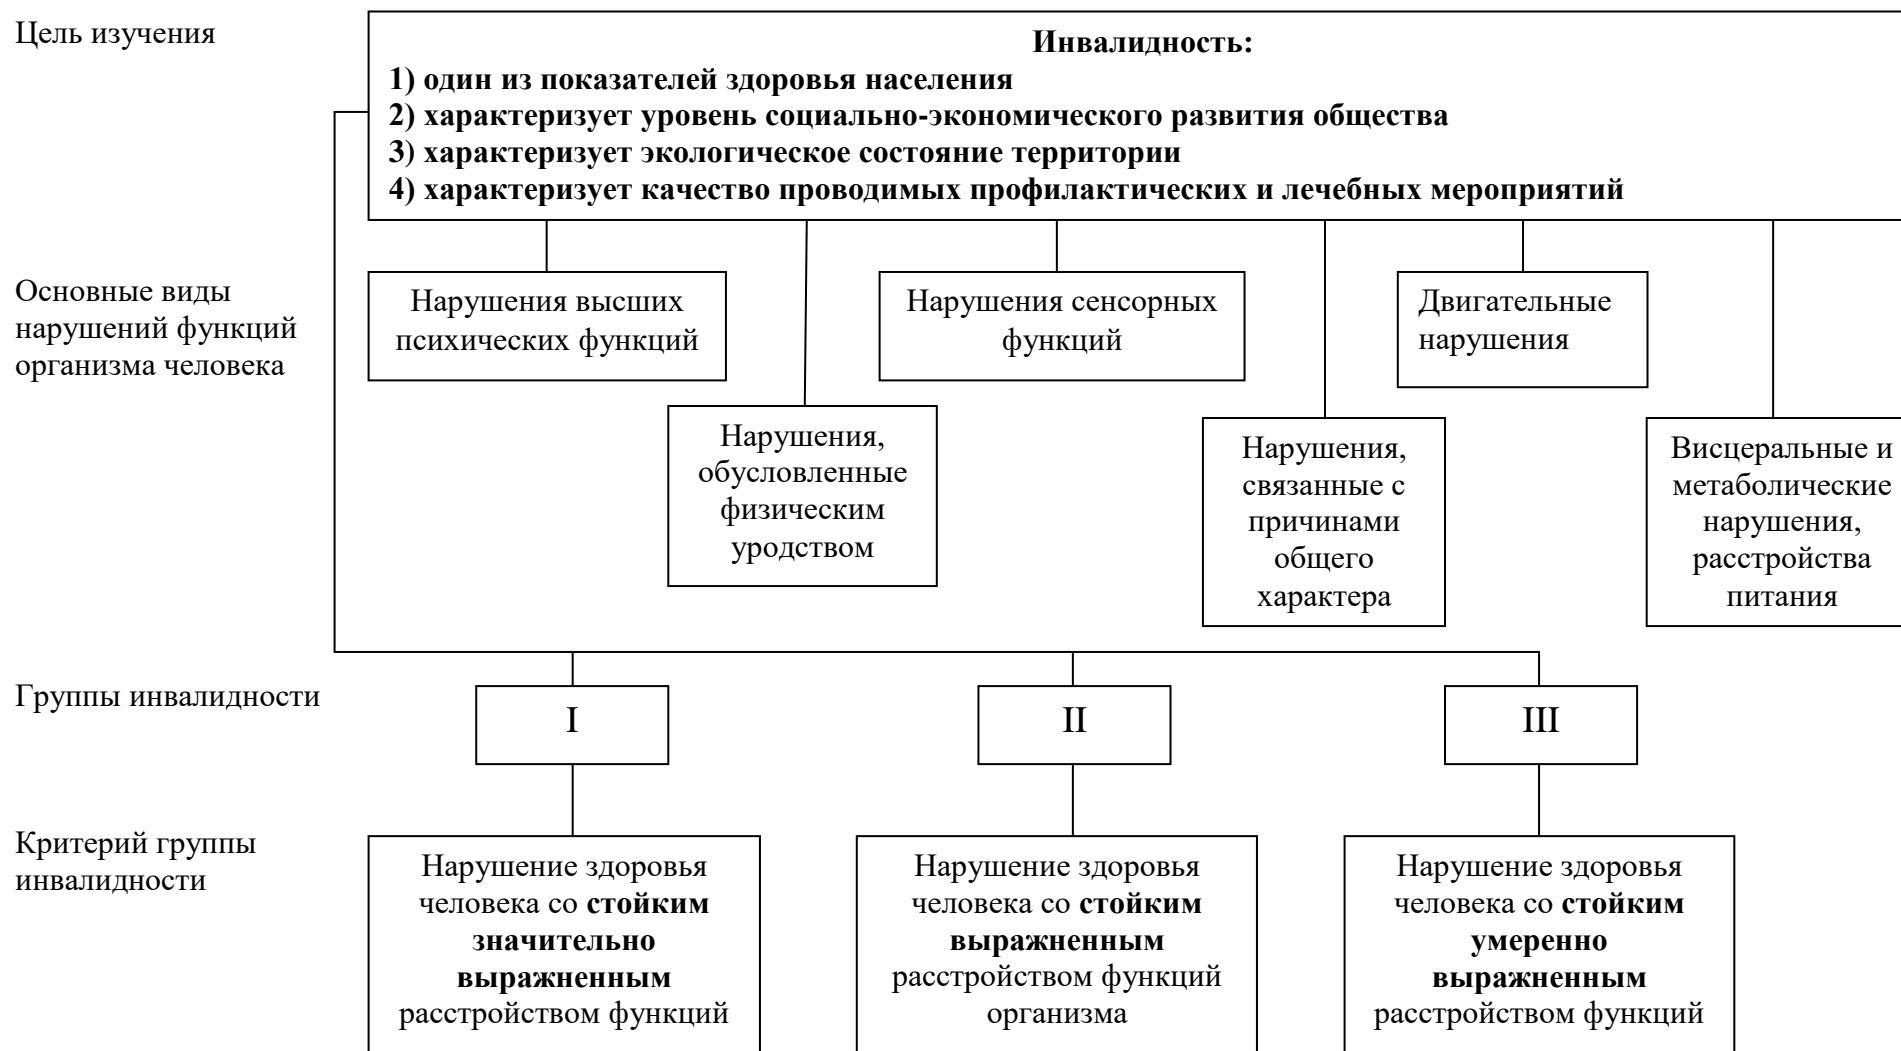 Цель изучения
Инвалидность:
1) один из показателей здоровья населения
2) характеризует уровень социально-экономического развития общества
3) характеризует экологическое состояние территории
4) характеризует качество проводимых профилактических и лечебных мероприятий
Основные виды
нарушений функций
организма человека
Нарушения высших
психических функций
Нарушения сенсорных
функций
Двигательные
нарушения
Нарушения,
обусловленные
физическим
уродством
Нарушения,
связанные с
причинами
общего
характера
Висцеральные и
метаболические
нарушения,
расстройства
питания
Группы инвалидности
I
II
III
Критерий группы
инвалидности
Нарушение здоровья
человека со стойким
значительно
выражненным
расстройством функций
Нарушение здоровья
человека со стойким
выражненным
расстройством функций
организма
Нарушение здоровья
человека со стойким
умеренно
выражненным
расстройством функций